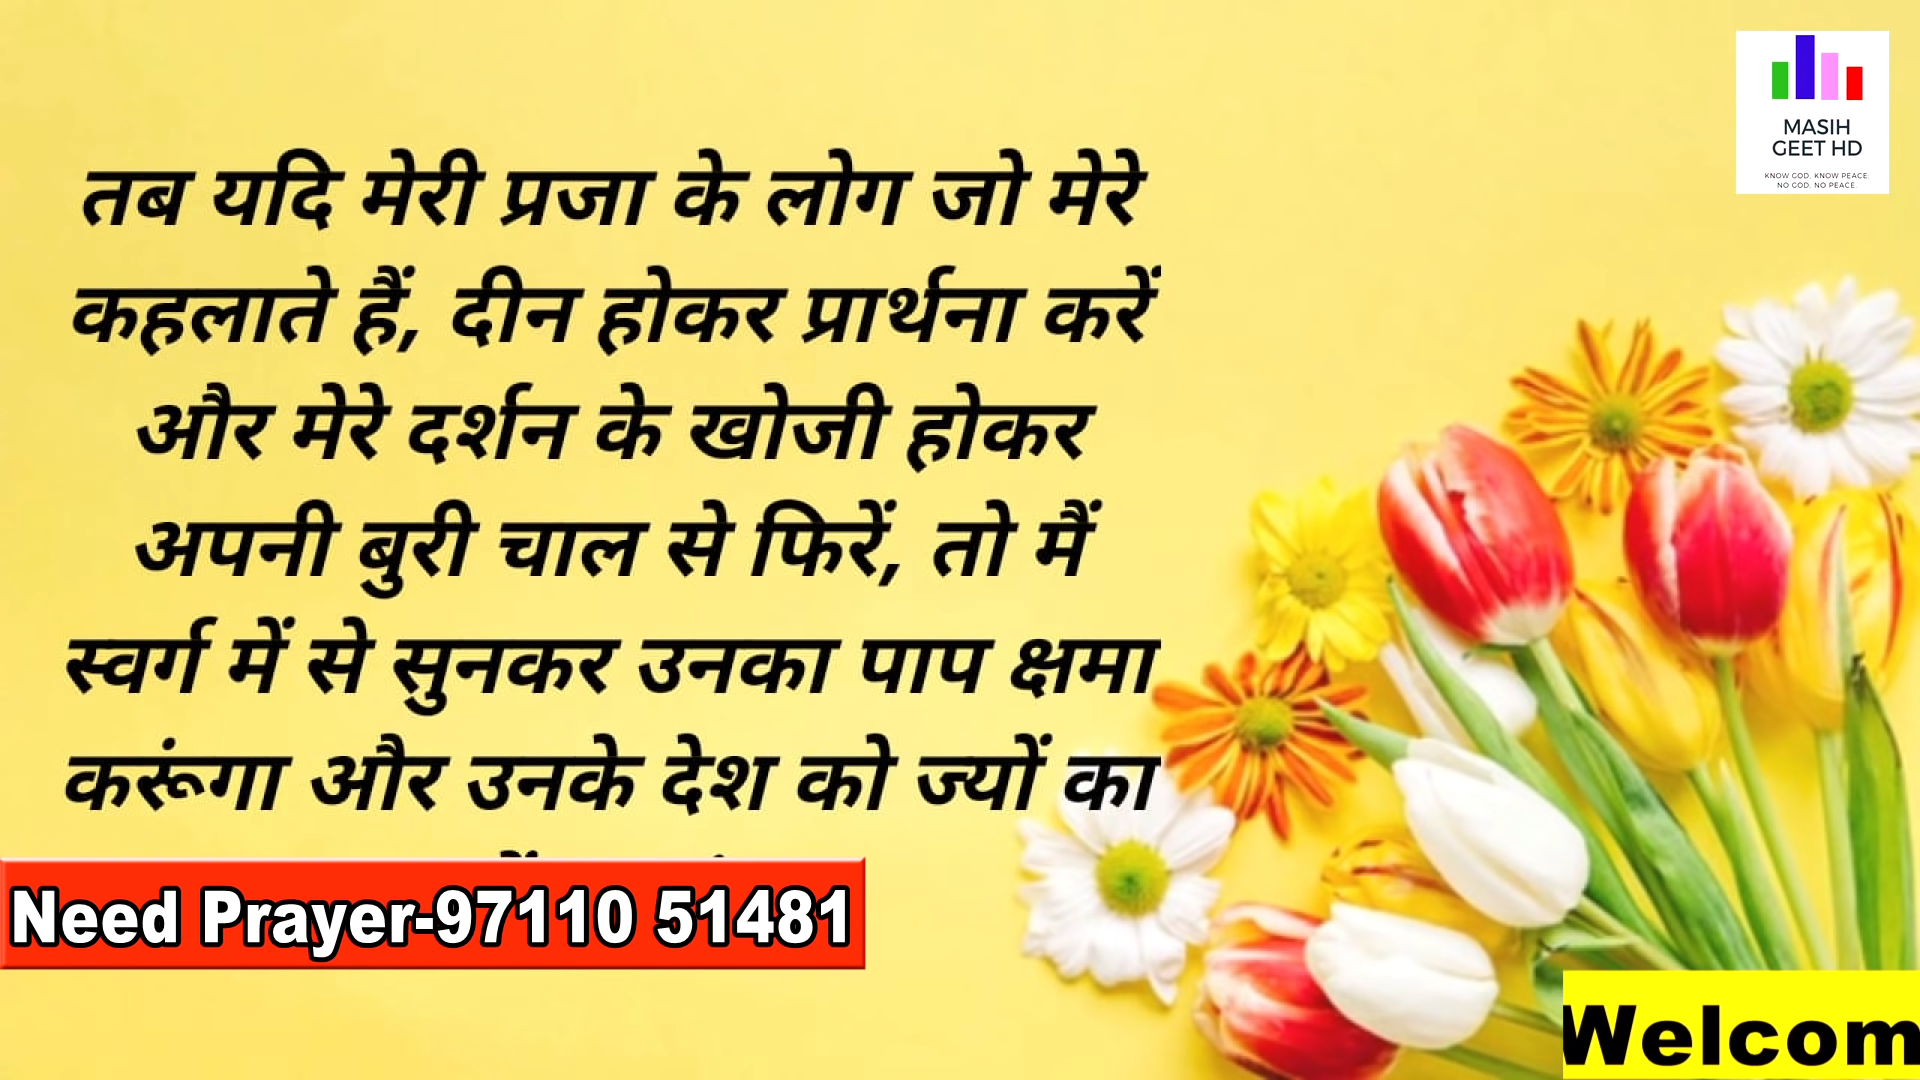 तब यदि मेरी प्रजा के लोग जो मेरे
कहलाते हैं, दीन होकर प्रार्थना करें
और मेरे दर्शन के खोजी होकर
अपनी बुरी चाल से फिरें, तो मैं
स्वर्ग में से सुनकर उनका पाप क्षमा
करूंगा और उनके देश को ज्यों का
Need Prayer-97110 51481
MASIH
GEET HD
KNOW GOD. KNOW PEACE.
NO GOD. NO PEACE.
Welcom